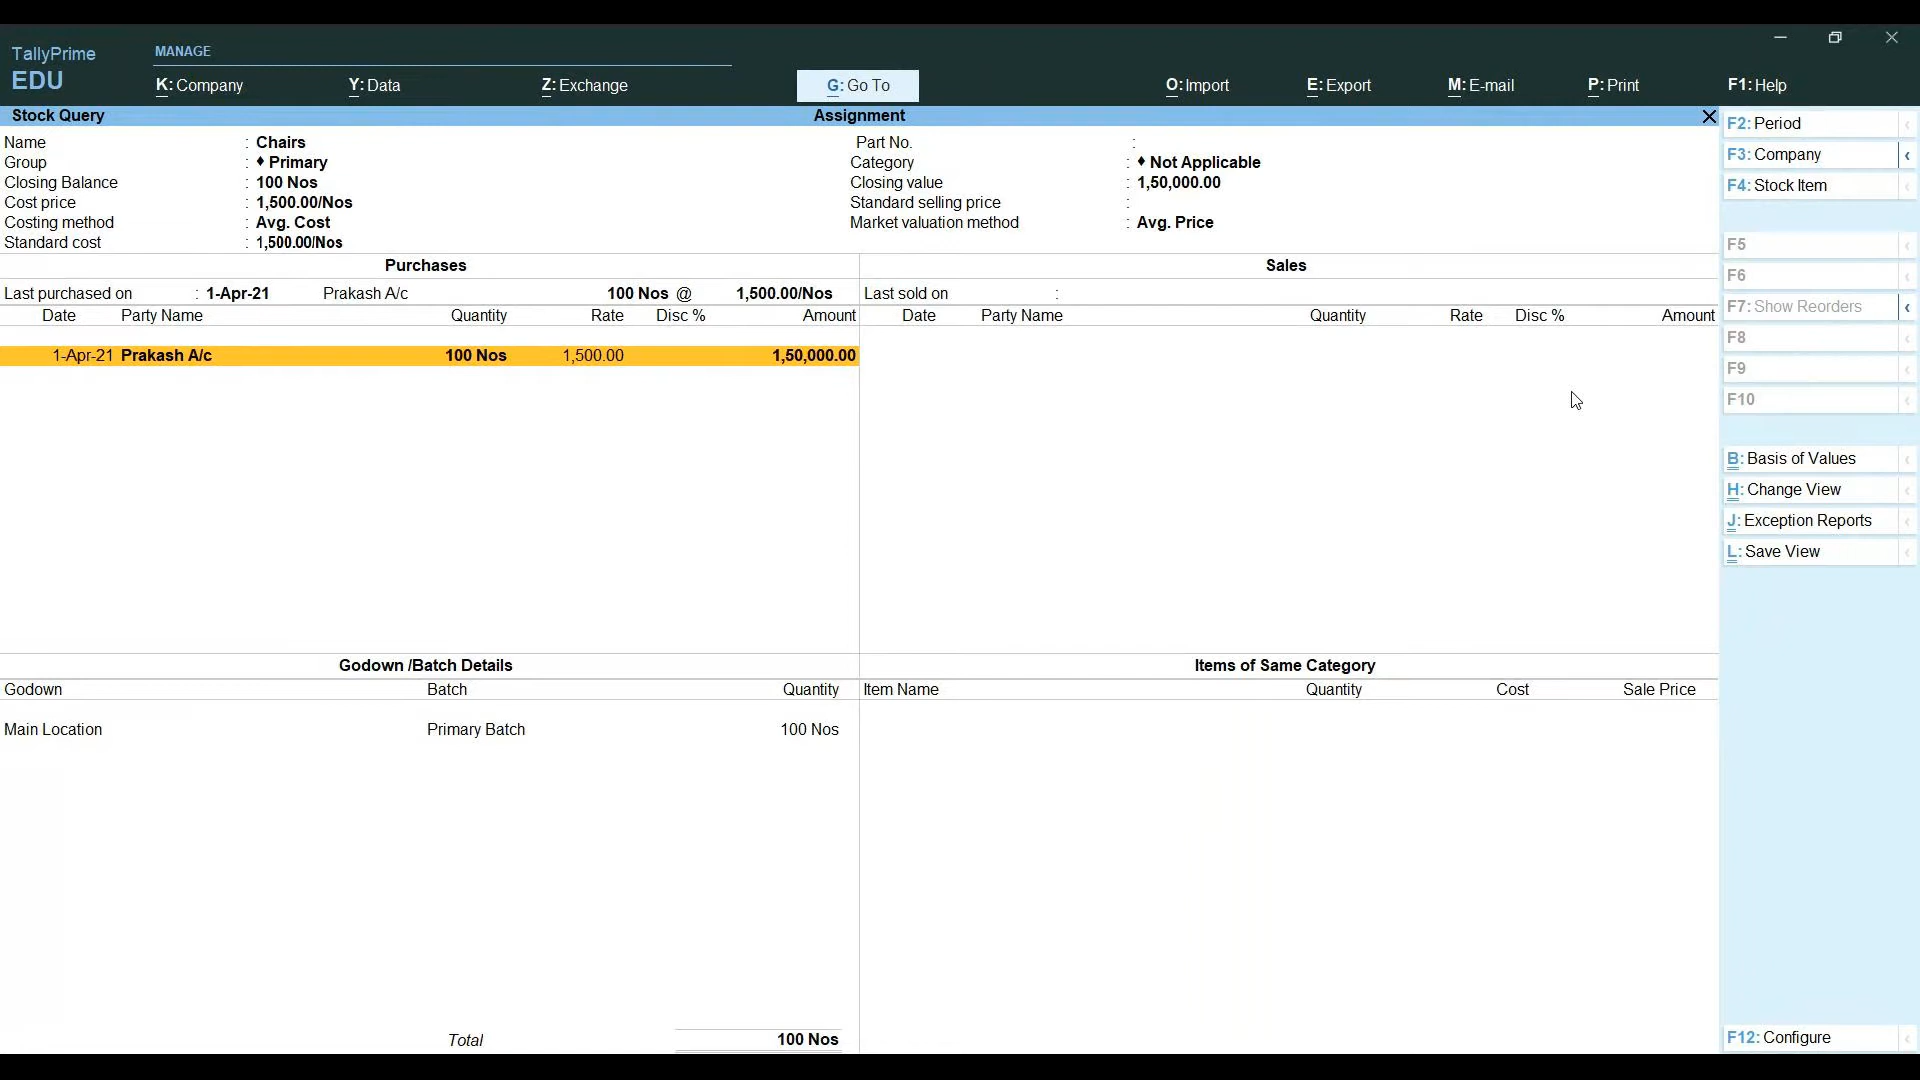 TallyPrime
EDU
MANAGE
K: Company Y: Data Z: Exchange G: Go To O: Import E: Export M: E-mail P: Print F1: Help
Stock Query Assignment
Name : Chairs Part No. :
Group : ♦ Primary Category : ♦ Not Applicable
Closing Balance : 100 Nos Closing value : 1,50,000.00
Cost price : 1,500.00/Nos Standard selling price :
Costing method : Avg. Cost Market valuation method : Avg. Price
Standard cost : 1,500.00/Nos
Purchases Sales
Last purchased on : 1-Apr-21 Prakash A/c 100 Nos @ 1,500.00/Nos Last sold on :
Date Party Name Quantity Rate Disc % Amount Date Party Name Quantity Rate Disc % Amount
1-Apr-21 Prakash A/c 100 Nos 1,500.00 1,50,000.00
Godown /Batch Details Items of Same Category
Godown Batch Quantity Item Name Quantity Cost Sale Price
Main Location Primary Batch 100 Nos
Total 100 Nos
F2: Period
F3: Company
F4: Stock Item
F5
F6
F7: Show Reorders
F8
F9
F10
B: Basis of Values
H: Change View
J: Exception Reports
L: Save View
F12: Configure